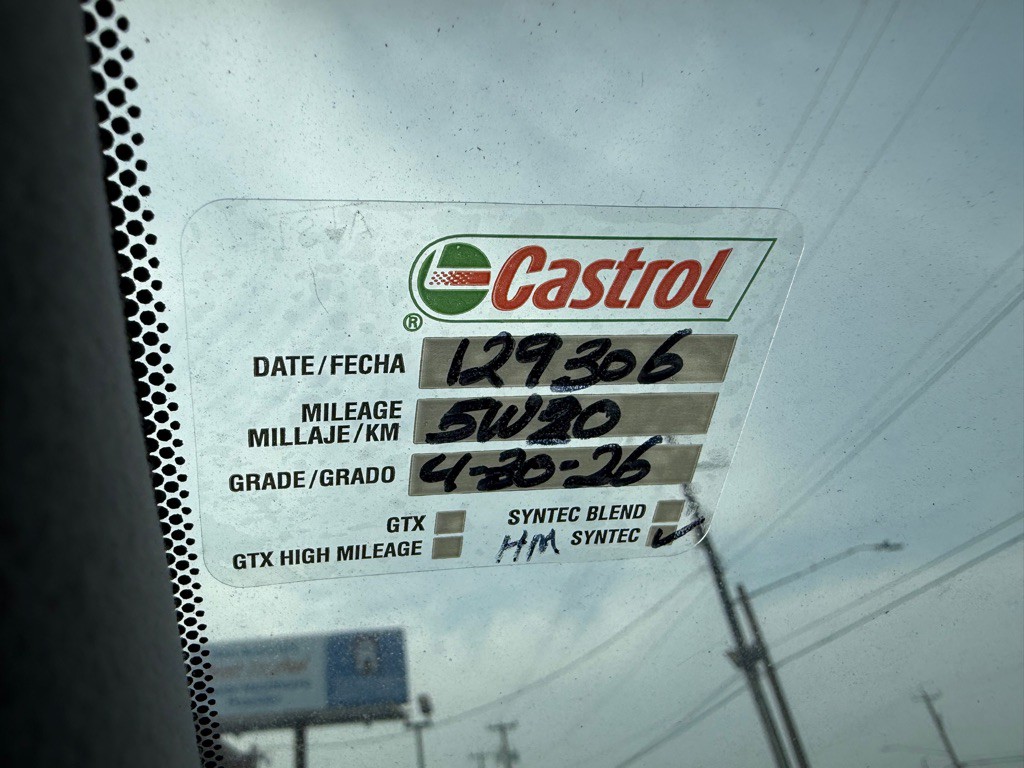 Castrol
®
DATE/FECHA 129306
MILEAGE
MILLAJE/KM 5W20
GRADE/GRADO 4-20-26
GTX SYNTEC BLEND
GTX HIGH MILEAGE HM SYNTEC ✓